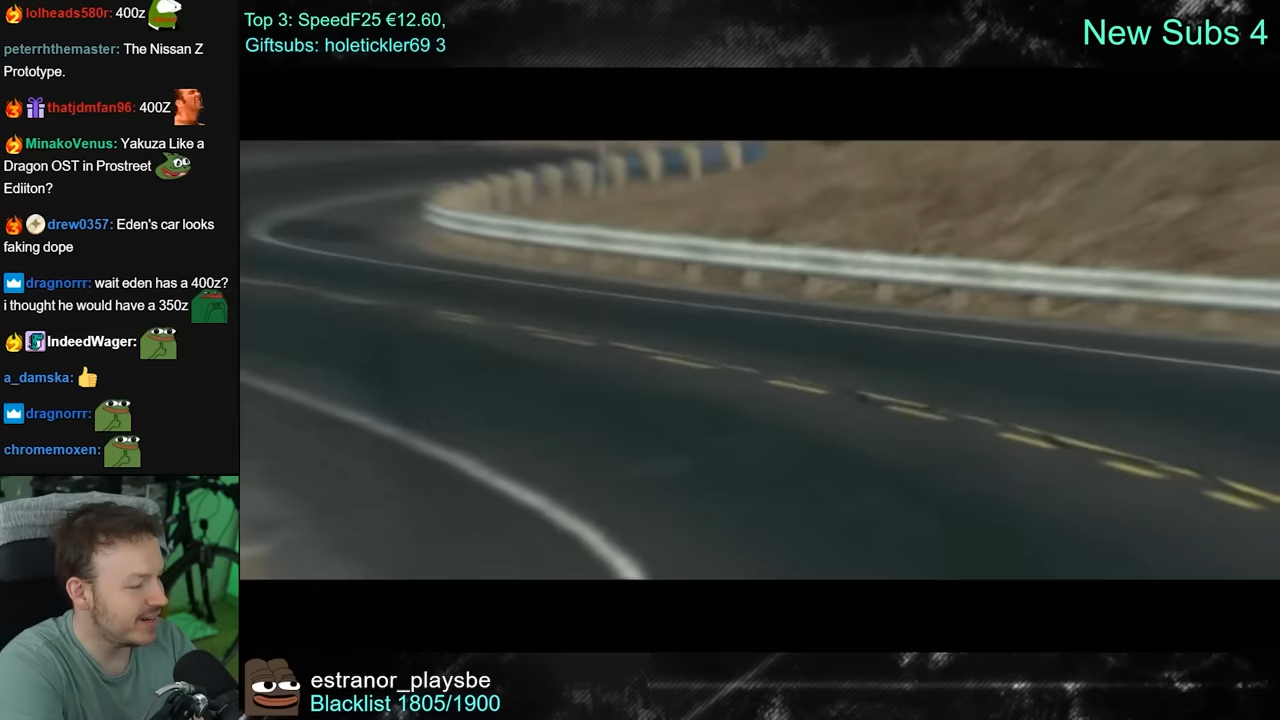 lolheads580r: 400z
peterrhthemaster: The Nissan Z
Prototype.
thatjdmfan96: 400Z
MinakoVenus: Yakuza Like a
Dragon OST in Prostreet
Ediiton?
drew0357: Eden's car looks
faking dope
dragnorrr: wait eden has a 400z?
i thought he would have a 350z
IndeedWager:
a_damska:
dragnorrr:
chromemoxen:
Top 3: SpeedF25 €12.60,
Giftsubs: holetickler69 3
New Subs 4
estranor_playsbe
Blacklist 1805/1900